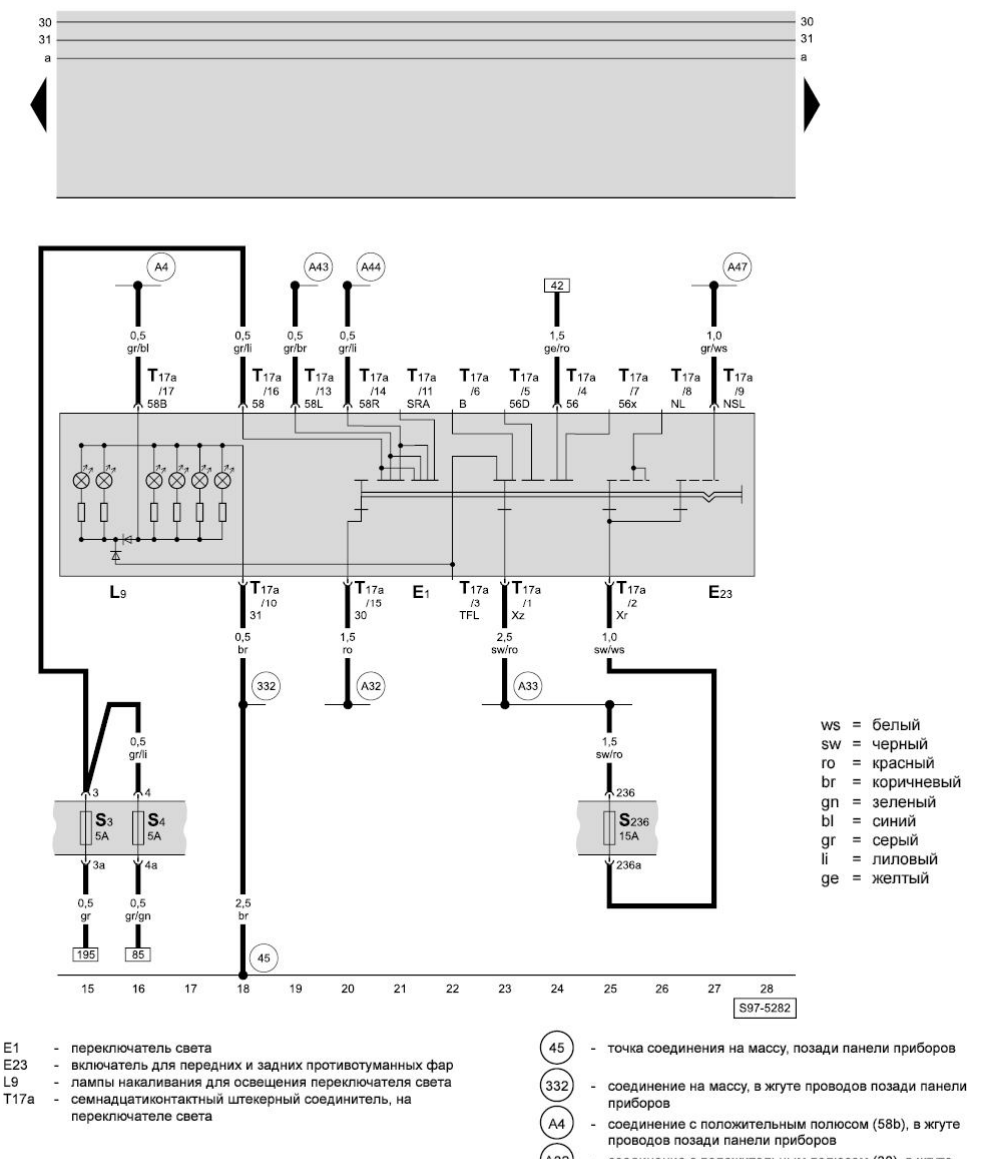 30 30
31 31
a a
A4 A43 A44 42 A47
0,5 0,5 0,5 0,5 1,5 1,0
gr/bl gr/li gr/br gr/li ge/ro gr/ws
T17a T17a T17a T17a T17a T17a T17a T17a T17a T17a T17a
/17 /16 /13 /14 /11 /6 /5 /4 /7 /8 /9
58B 58 58L 58R SRA B 56D 56 56x NL NSL
L9 T17a T17a E1 T17a T17a T17a E23
/10 /15 /3 /1 /2
31 30 TFL Xz Xr
0,5 1,5 2,5 1,0
br ro sw/ro sw/ws
332 A32 A33
0,5 1,5
gr/li sw/ro
3 4 236
S3 S4 S236
5A 5A 15A
3a 4a 236a
0,5 0,5 2,5
gr gr/gn br
195 85 45
ws = белый
sw = черный
ro = красный
br = коричневый
gn = зеленый
bl = синий
gr = серый
li = лиловый
ge = желтый
15 16 17 18 19 20 21 22 23 24 25 26 27 28
S97-5282
E1 - переключатель света
E23 - включатель для передних и задних противотуманных фар
L9 - лампы накаливания для освещения переключателя света
T17a - семнадцатиконтактный штекерный соединитель, на
переключателе света
45 - точка соединения на массу, позади панели приборов
332 - соединение на массу, в жгуте проводов позади панели
приборов
A4 - соединение с положительным полюсом (58b), в жгуте
проводов позади панели приборов
A32 - соединение с положительным полюсом (30), в жгуте